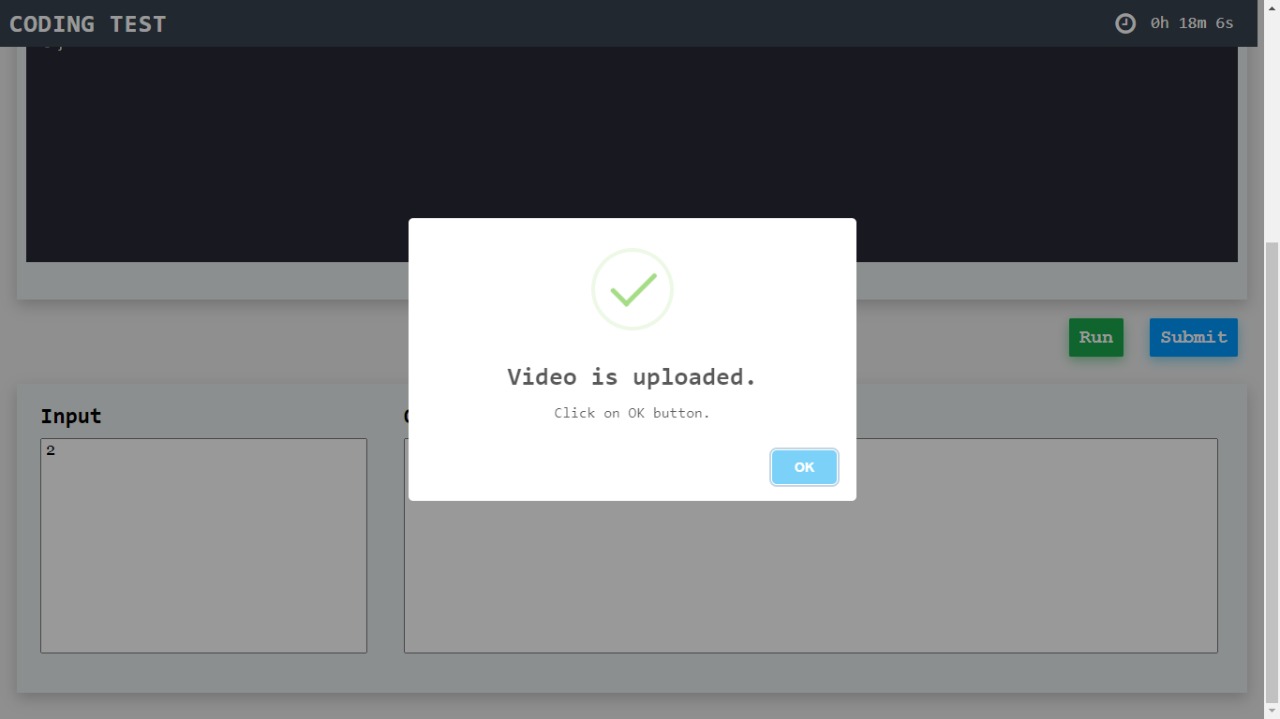 CODING TEST
0h 18m 6s
Run
Submit
Video is uploaded.
Click on OK button.
OK
Input
2